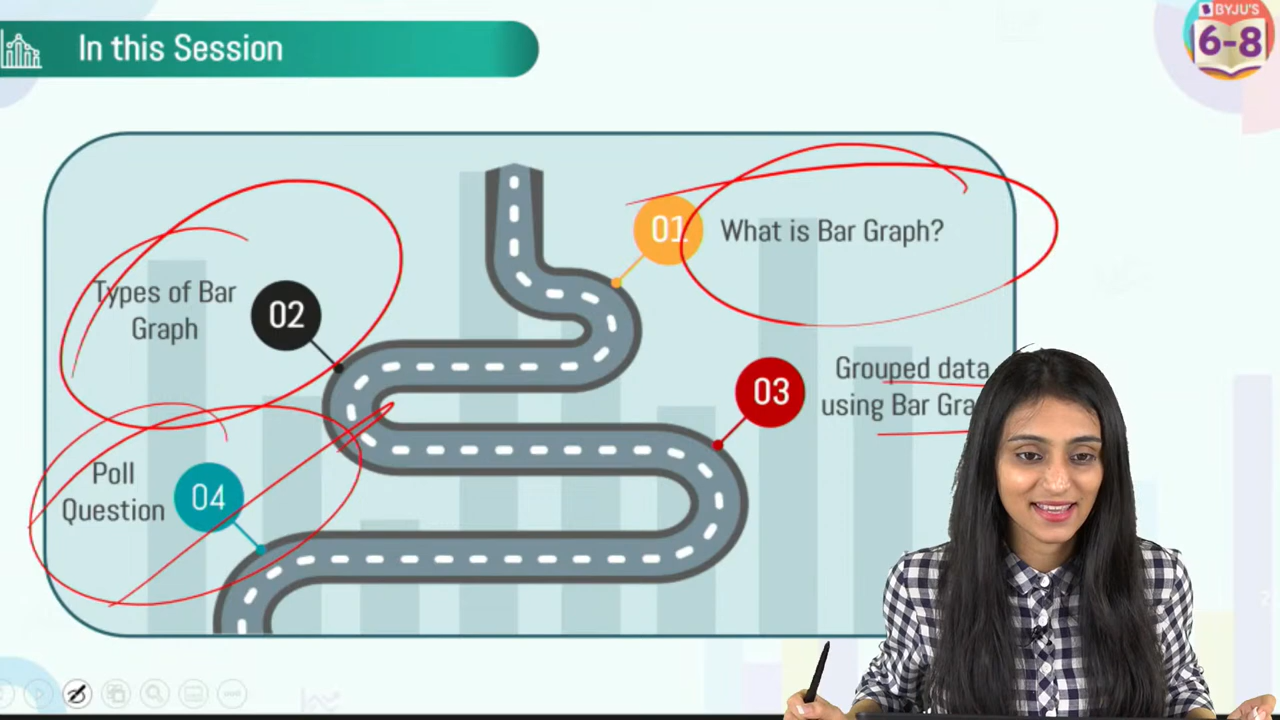 In this Session
BYJU'S
6-8
01
What is Bar Graph?
Types of Bar
Graph
02
03
Grouped data
using Bar
Poll
Question
04